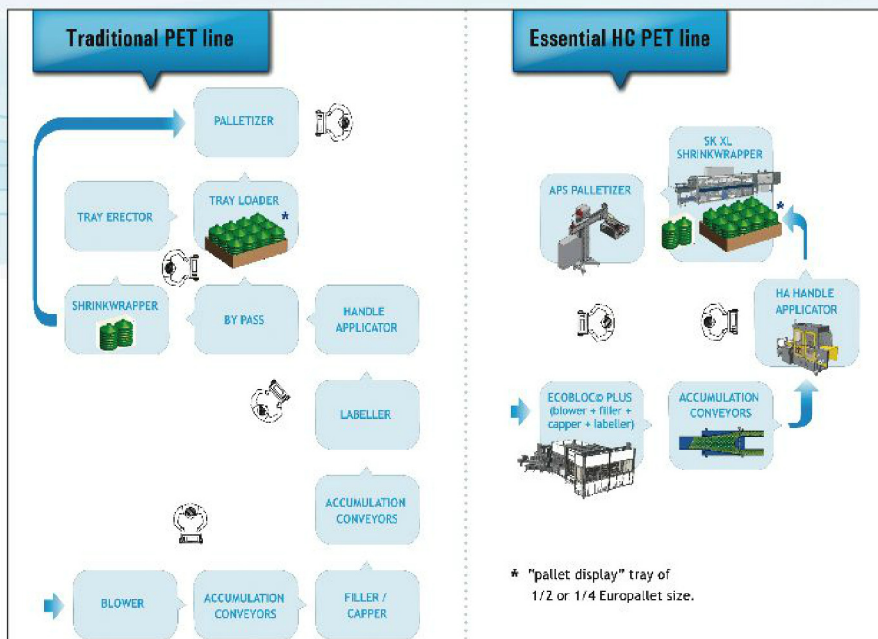 Traditional PET line
PALLETIZER
TRAY ERECTOR
TRAY LOADER
*
SHRINKWRAPPER
BY PASS
HANDLE
APPLICATOR
LABELLER
ACCUMULATION
CONVEYORS
BLOWER
ACCUMULATION
CONVEYORS
FILLER /
CAPPER
Essential HC PET line
APS PALLETIZER
SK XL
SHRINKWRAPPER
*
HA HANDLE
APPLICATOR
ECOBLOC© PLUS
(blower + filler +
capper + labeller)
ACCUMULATION
CONVEYORS
* "pallet display" tray of
1/2 or 1/4 Europallet size.